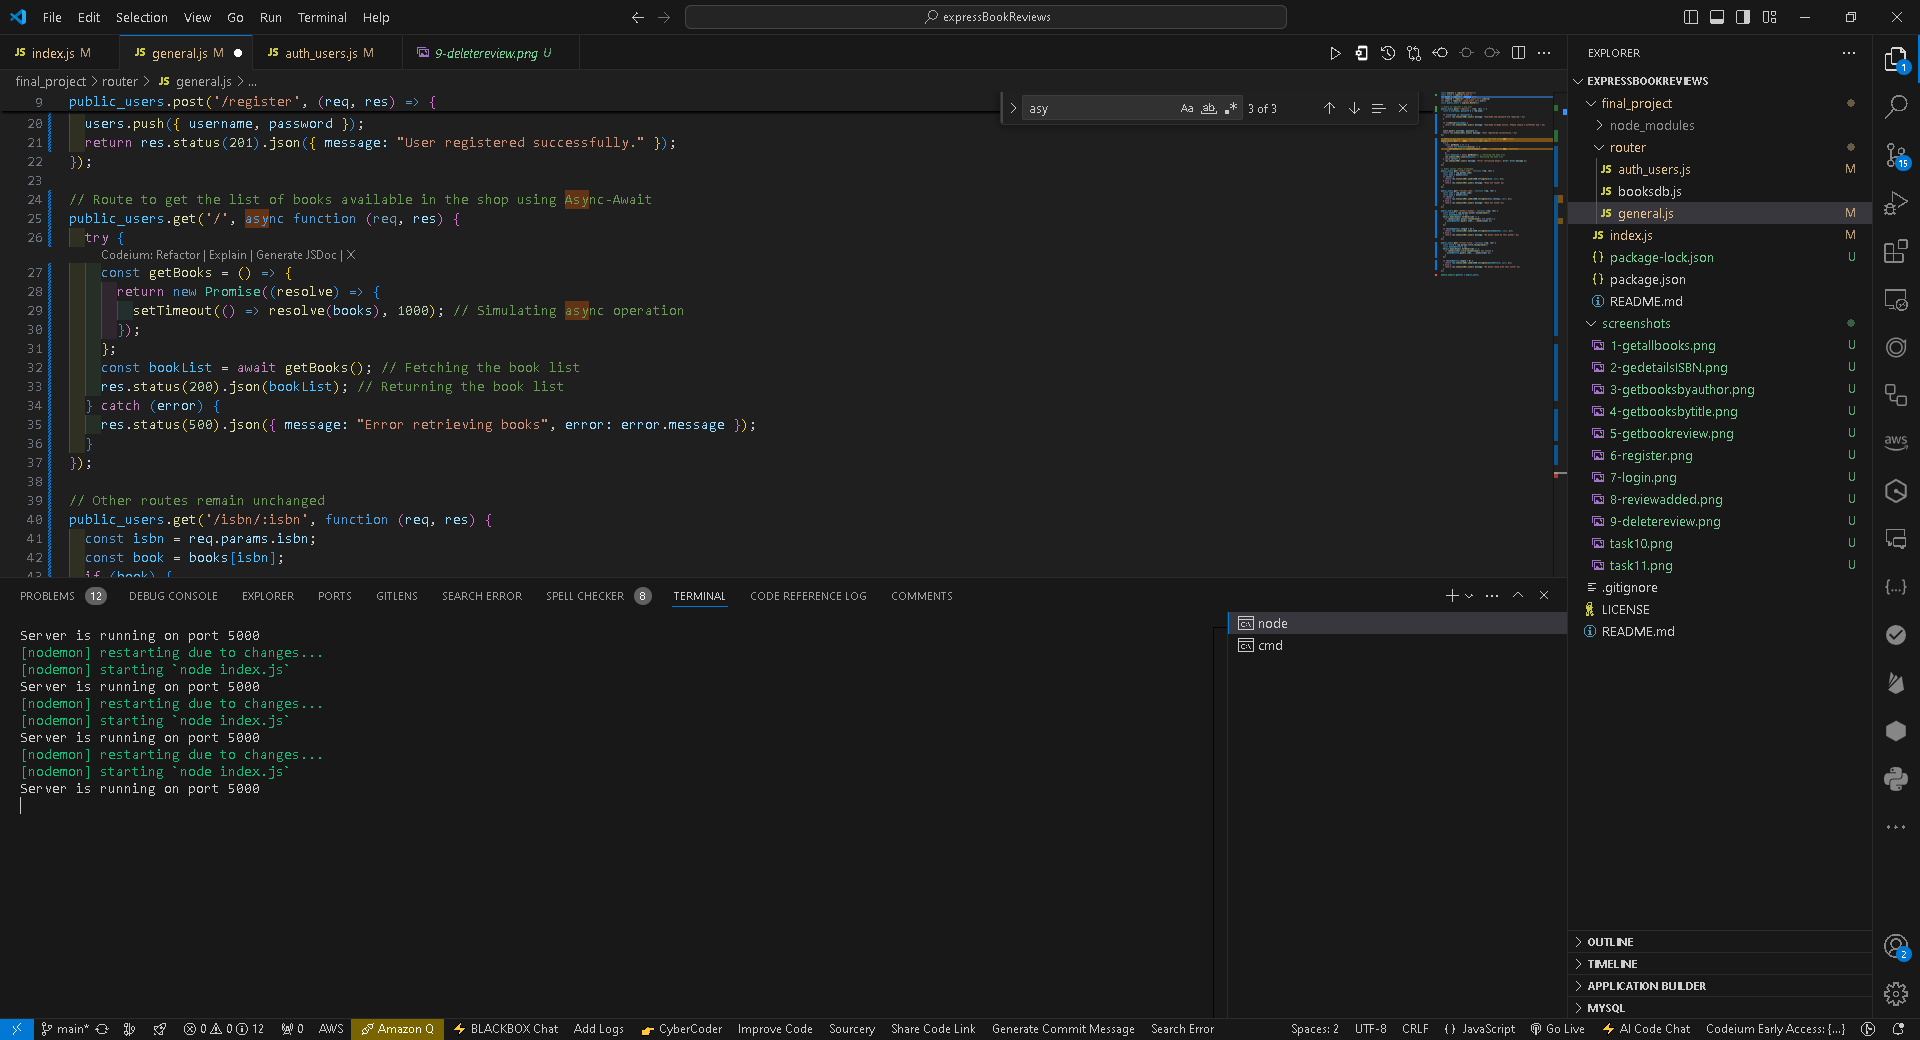 File Edit Selection View Go Run Terminal Help
expressBookReviews
JS index.js M
JS general.js M
JS auth_users.js M
9-deletereview.png U
final_project > router > JS general.js > ...
asy
Aa ab 3 of 3
9 public_users.post('/register', (req, res) => {
20 users.push({ username, password });
21 return res.status(201).json({ message: "User registered successfully." });
22 });
23
24 // Route to get the list of books available in the shop using Async-Await
25 public_users.get('/', async function (req, res) {
26 try {
Codeium: Refactor | Explain | Generate JSDoc | X
27 const getBooks = () => {
28 return new Promise((resolve) => {
29 setTimeout(() => resolve(books), 1000); // Simulating async operation
30 });
31 };
32 const bookList = await getBooks(); // Fetching the book list
33 res.status(200).json(bookList); // Returning the book list
34 } catch (error) {
35 res.status(500).json({ message: "Error retrieving books", error: error.message });
36 }
37 });
38
39 // Other routes remain unchanged
40 public_users.get('/isbn/:isbn', function (req, res) {
41 const isbn = req.params.isbn;
42 const book = books[isbn];
43 if (book) {
PROBLEMS 12 DEBUG CONSOLE EXPLORER PORTS GITLENS SEARCH ERROR SPELL CHECKER 8 TERMINAL CODE REFERENCE LOG COMMENTS
Server is running on port 5000
[nodemon] restarting due to changes...
[nodemon] starting `node index.js`
Server is running on port 5000
[nodemon] restarting due to changes...
[nodemon] starting `node index.js`
Server is running on port 5000
[nodemon] restarting due to changes...
[nodemon] starting `node index.js`
Server is running on port 5000
node
cmd
EXPLORER
EXPRESSBOOKREVIEWS
final_project
node_modules
router
JS auth_users.js M
JS booksdb.js
JS general.js M
JS index.js M
{} package-lock.json U
{} package.json
README.md
screenshots
1-getallbooks.png U
2-gedetailsISBN.png U
3-getbooksbyauthor.png U
4-getbooksbytitle.png U
5-getbookreview.png U
6-register.png U
7-login.png U
8-reviewadded.png U
9-deletereview.png U
task10.png U
task11.png U
.gitignore
LICENSE
README.md
OUTLINE
TIMELINE
APPLICATION BUILDER
MYSQL
1
15
aws
2
main* 0 0 12 0 AWS Amazon Q BLACKBOX Chat Add Logs CyberCoder Improve Code Sourcery Share Code Link Generate Commit Message Search Error
Spaces: 2 UTF-8 CRLF {} JavaScript Go Live AI Code Chat Codeium Early Access: {...}